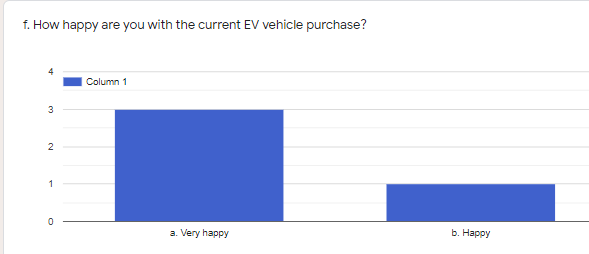 f. How happy are you with the current EV vehicle purchase?
4
Column 1
3
2
1
0
a. Very happy
b. Happy